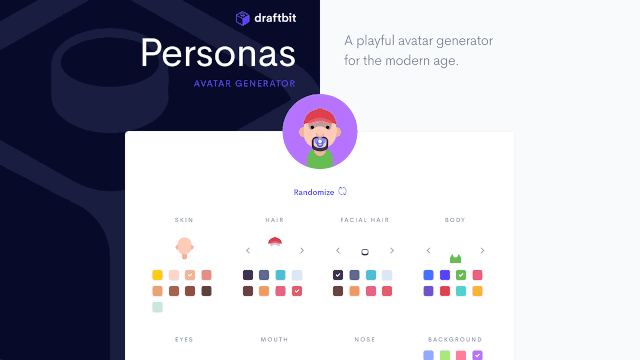 draftbit
Personas
AVATAR GENERATOR
A playful avatar generator
for the modern age.
Randomize
SKIN
HAIR
FACIAL HAIR
BODY
EYES
MOUTH
NOSE
BACKGROUND